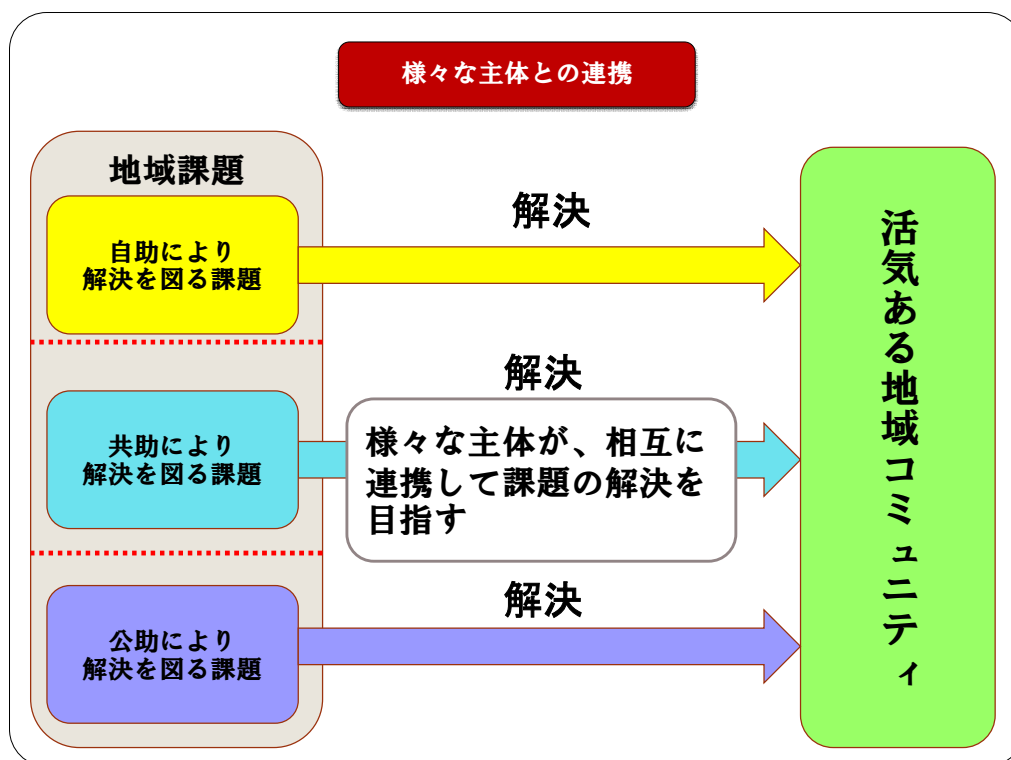 様々な主体との連携
地域課題
自助により
解決を図る課題
解決
共助により
解決を図る課題
解決
様々な主体が、相互に
連携して課題の解決を
目指す
公助により
解決を図る課題
解決
活気ある地域コミュニティ